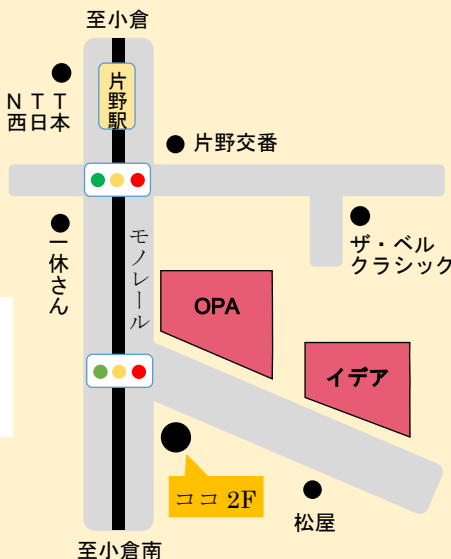 至小倉
片野駅
ＮＴＴ
西日本
片野交番
一休さん
モノレール
ザ・ベル
クラシック
OPA
イデア
ココ 2F
松屋
至小倉南